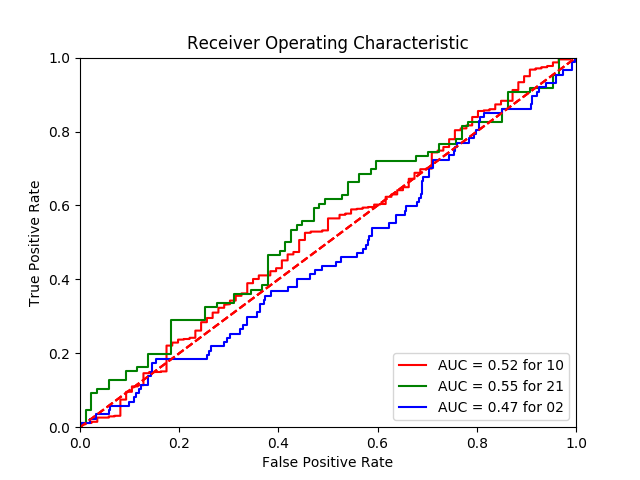 Receiver Operating Characteristic
True Positive Rate
1.0
0.8
0.6
0.4
0.2
0.0
AUC = 0.52 for 10
AUC = 0.55 for 21
AUC = 0.47 for 02
0.0 0.2 0.4 0.6 0.8 1.0
False Positive Rate